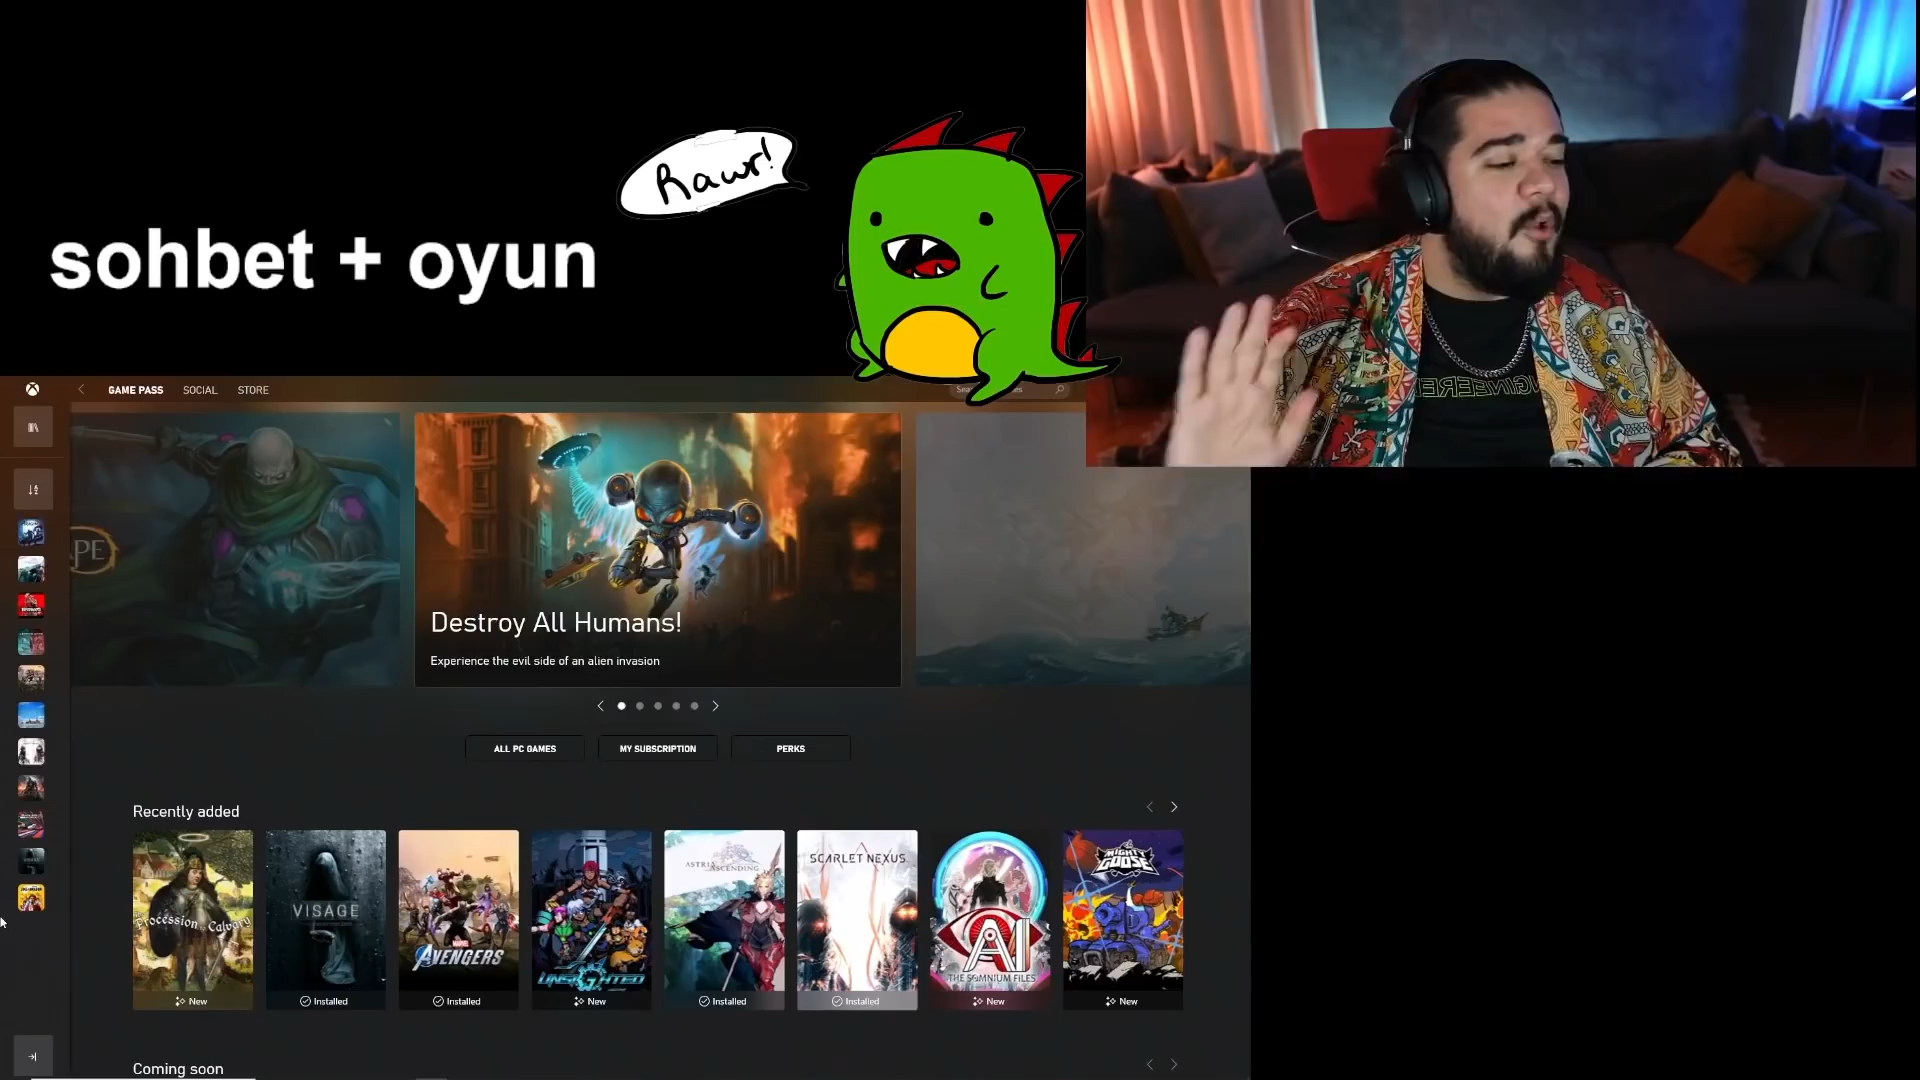 Rawr!
sohbet + oyun
GAME PASS
SOCIAL
STORE
PE
Destroy All Humans!
Experience the evil side of an alien invasion
ALL PC GAMES
MY SUBSCRIPTION
PERKS
Recently added
Procession to Calvary
VISAGE
MARVEL
AVENGERS
UNSIGHTED
ASTRIA
ASCENDING
SCARLET NEXUS
AI
THE SOMNIUM FILES
MIGHTY
GOOSE
New
Installed
Installed
New
Installed
Installed
New
New
Coming soon